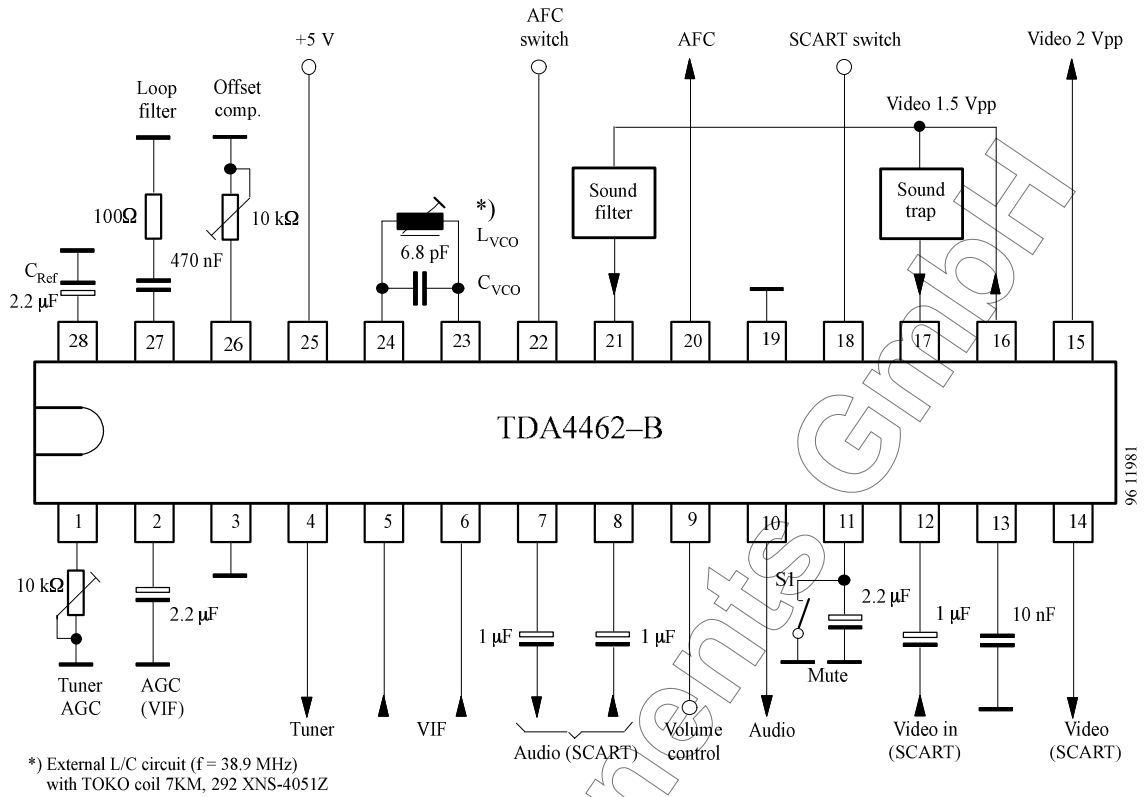 AFC
switch
+5 V
AFC
SCART switch
Video 2 Vpp
Loop
filter
Offset
comp.
Video 1.5 Vpp
Sound
filter
Sound
trap
100Ω
10 kΩ
*)
L_VCO
6.8 pF
470 nF
C_Ref
2.2 μF
C_VCO
28 27 26 25 24 23 22 21 20 19 18 17 16 15
TDA4462–B
96 11981
1 2 3 4 5 6 7 8 9 10 11 12 13 14
10 kΩ
2.2 μF
S1
2.2 μF
1 μF
1 μF
1 μF
10 nF
Tuner
AGC
AGC
(VIF)
Mute
Tuner
VIF
Audio (SCART)
Volume
control
Audio
Video in
(SCART)
Video
(SCART)
*) External L/C circuit (f = 38.9 MHz)
with TOKO coil 7KM, 292 XNS-4051Z
ments GmbH